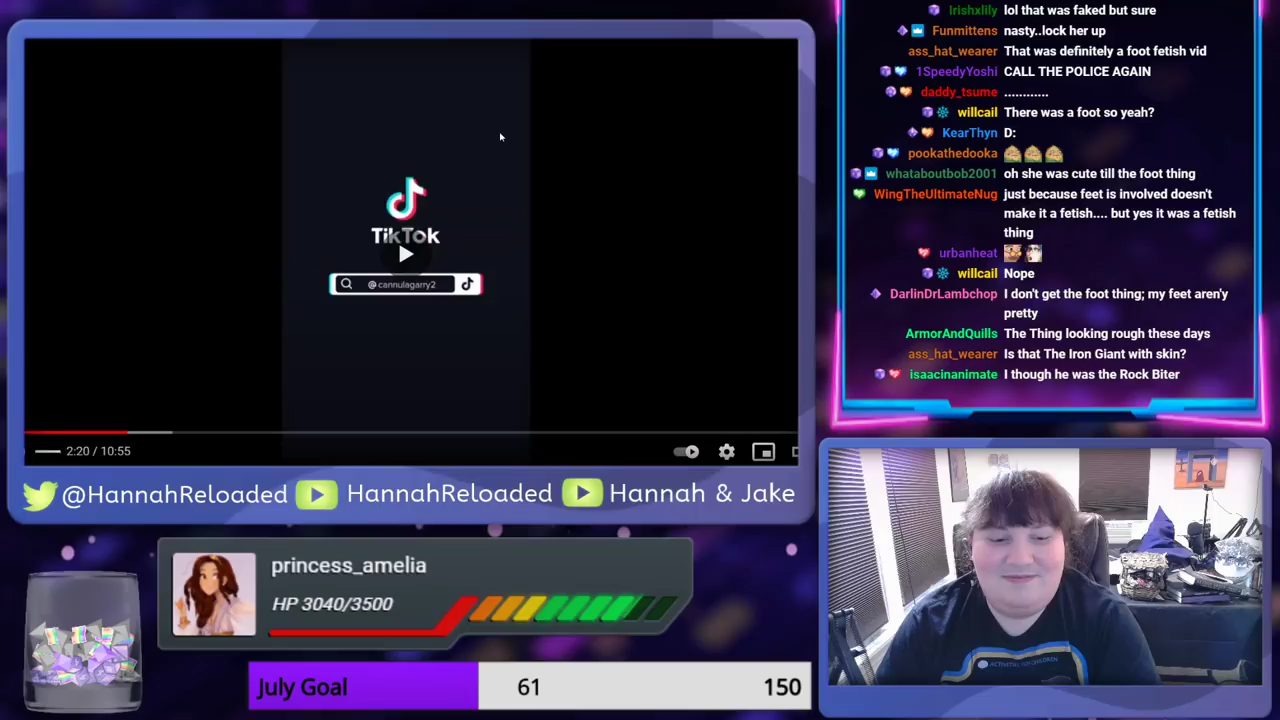 TikTok
@cannulagarry2
2:20 / 10:55
@HannahReloaded HannahReloaded Hannah & Jake
princess_amelia
HP 3040/3500
July Goal 61 150
Irishxlily lol that was faked but sure
Funmittens nasty..lock her up
ass_hat_wearer That was definitely a foot fetish vid
1SpeedyYoshi CALL THE POLICE AGAIN
daddy_tsume ............
willcail There was a foot so yeah?
KearThyn D:
pookathedooka
whataboutbob2001 oh she was cute till the foot thing
WingTheUltimateNug just because feet is involved doesn't
make it a fetish.... but yes it was a fetish
thing
urbanheat
willcail Nope
DarlinDrLambchop I don't get the foot thing; my feet aren'y
pretty
ArmorAndQuills The Thing looking rough these days
ass_hat_wearer Is that The Iron Giant with skin?
isaacinanimate I though he was the Rock Biter